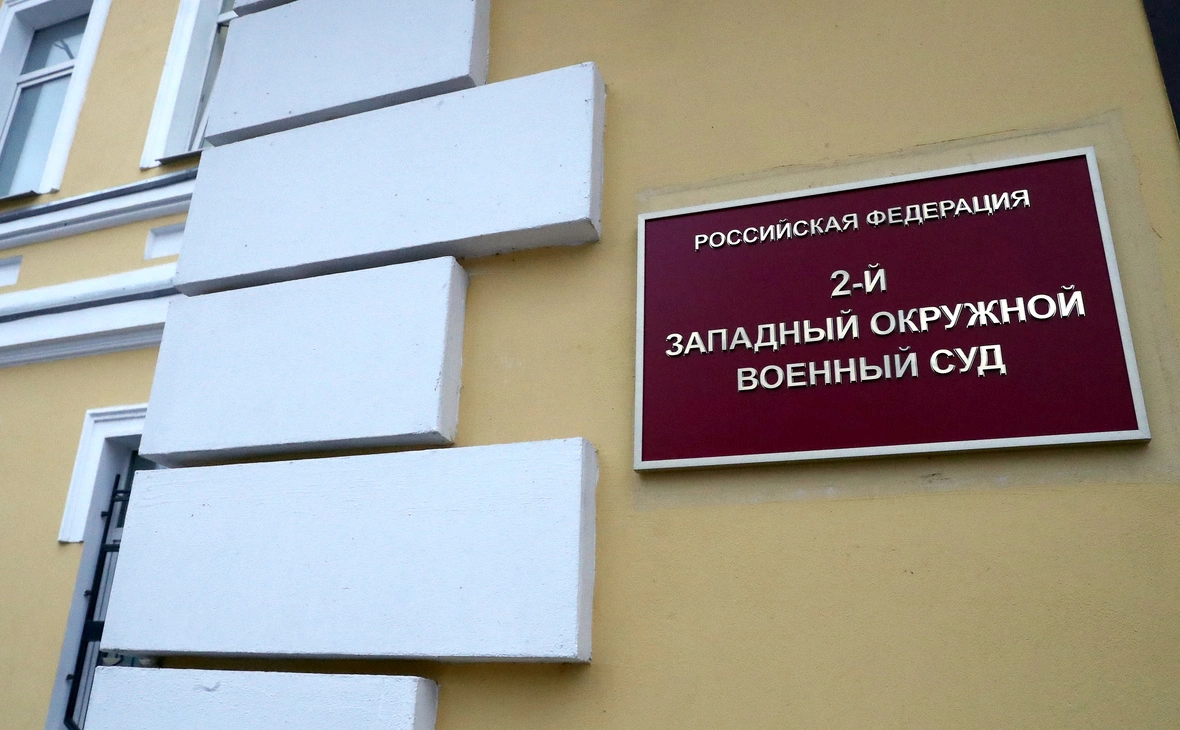 РОССИЙСКАЯ ФЕДЕРАЦИЯ
2-Й
ЗАПАДНЫЙ ОКРУЖНОЙ
ВОЕННЫЙ СУД